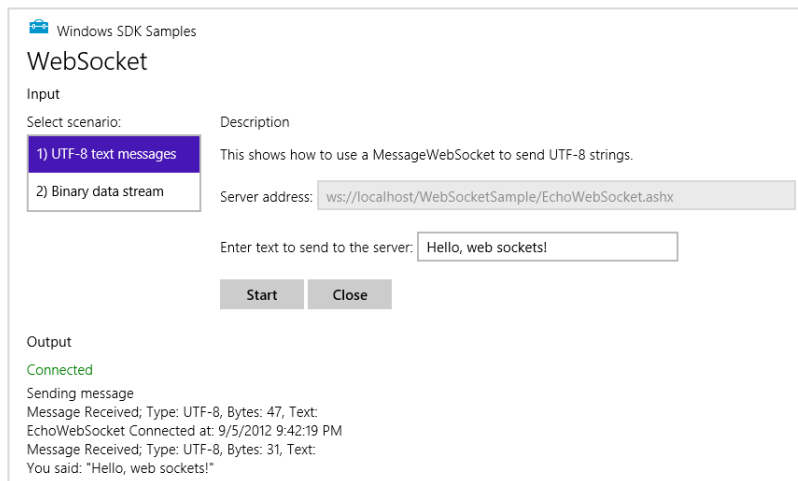 Windows SDK Samples
WebSocket
Input
Select scenario:
1) UTF-8 text messages
2) Binary data stream
Description
This shows how to use a MessageWebSocket to send UTF-8 strings.
Server address: ws://localhost/WebSocketSample/EchoWebSocket.ashx
Enter text to send to the server: Hello, web sockets!
Start Close
Output
Connected
Sending message
Message Received; Type: UTF-8, Bytes: 47, Text:
EchoWebSocket Connected at: 9/5/2012 9:42:19 PM
Message Received; Type: UTF-8, Bytes: 31, Text:
You said: "Hello, web sockets!"